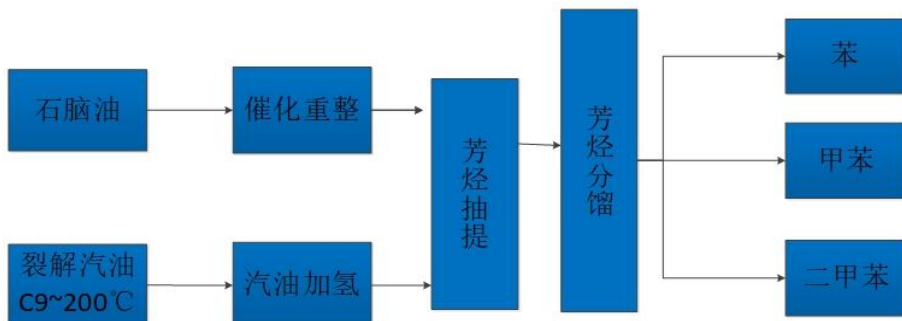 石脑油
催化重整
裂解汽油
C9~200℃
汽油加氢
芳烃抽提
芳烃分馏
苯
甲苯
二甲苯